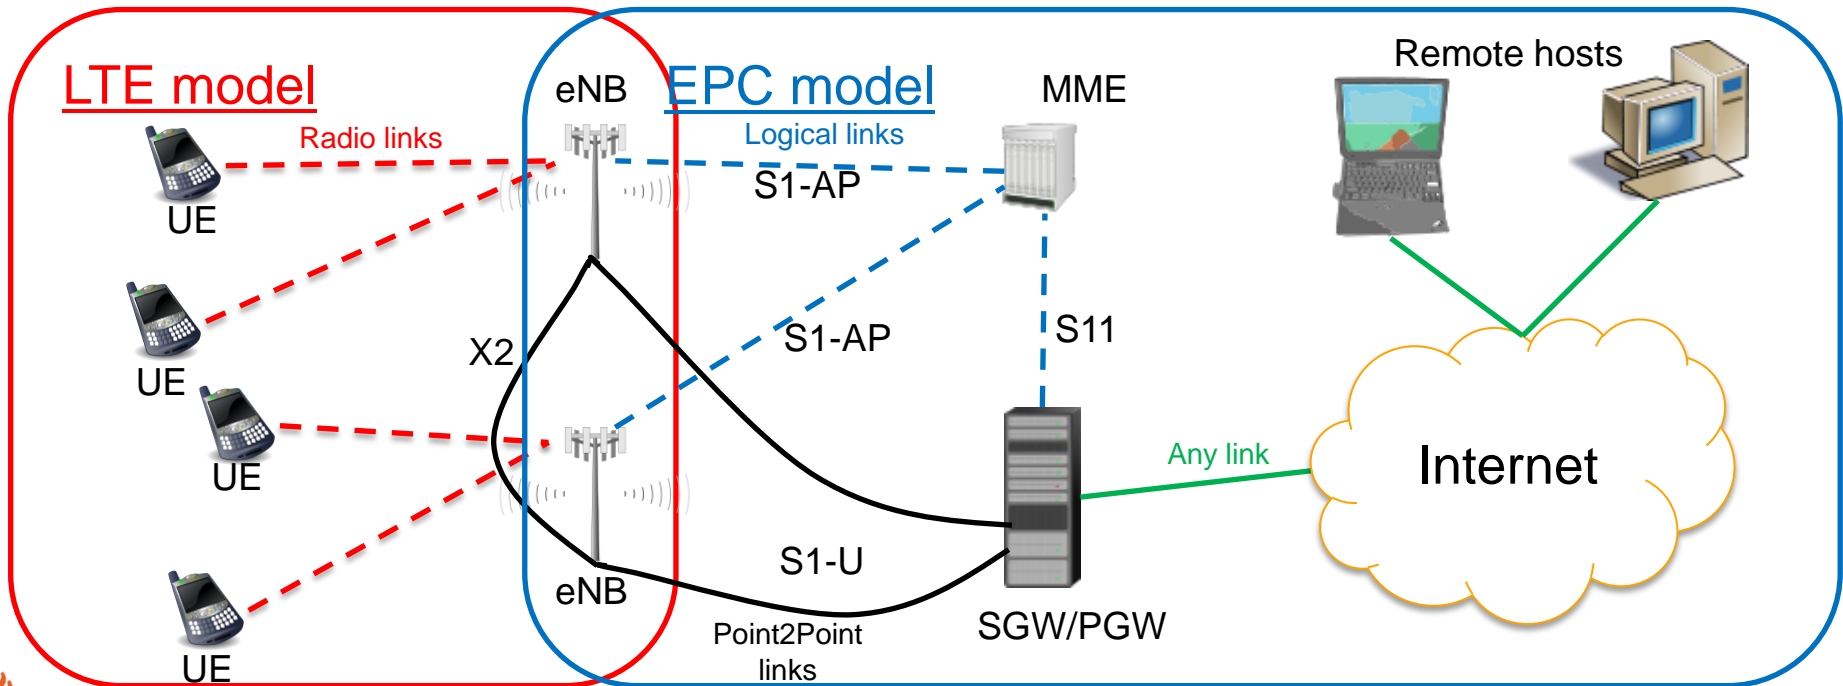 Remote hosts
LTE model
eNB
EPC model
MME
Radio links
Logical links
S1-AP
UE
X2
S1-AP
S11
UE
Any link
Internet
UE
S1-U
eNB
SGW/PGW
Point2Point
links
UE